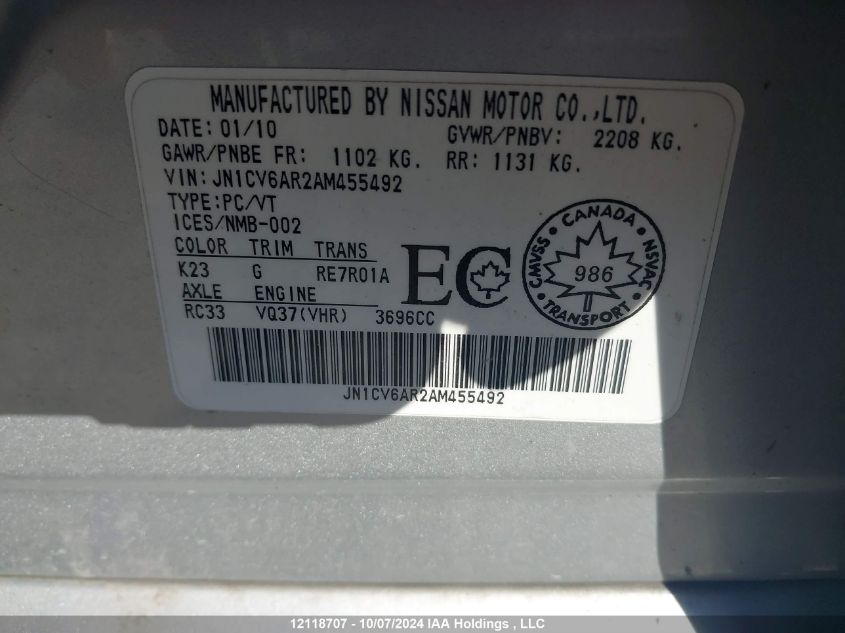 MANUFACTURED BY NISSAN MOTOR CO.,LTD.
DATE: 01/10 GVWR/PNBV: 2208 KG.
GAWR/PNBE FR: 1102 KG. RR: 1131 KG.
VIN: JN1CV6AR2AM455492
TYPE:PC/VT
ICES/NMB-002
COLOR TRIM TRANS
K23 G RE7R01A
AXLE ENGINE
RC33 VQ37(VHR) 3696CC
EC
CANADA
CMVSS NSVAC
986
TRANSPORT
JN1CV6AR2AM455492
12118707 - 10/07/2024 IAA Holdings , LLC